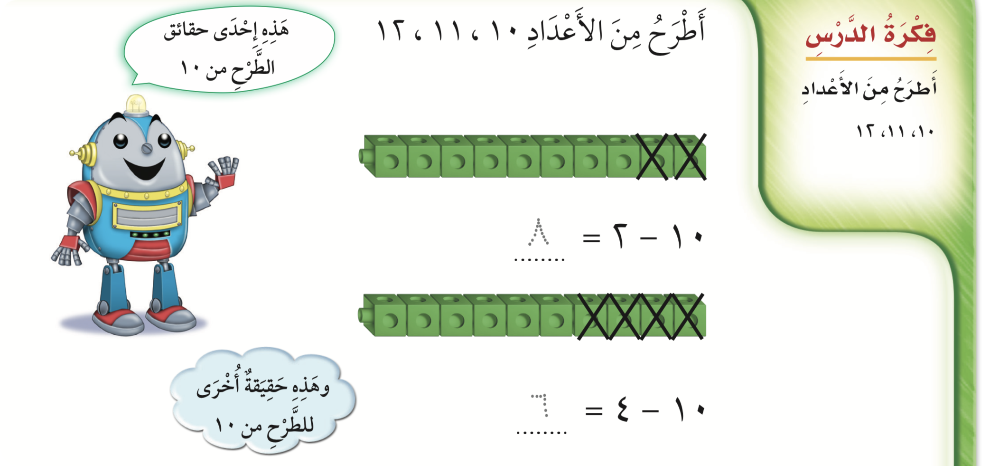 فِكْرَةُ الدَّرْسِ
أَطرَحُ مِنَ الأَعْدادِ
١٠، ١١، ١٢
أَطْرَحُ مِنَ الأَعْدَادِ ١٠ ، ١١ ، ١٢
هَذِهِ إِحْدَى حقائق
الطَّرْحِ من ١٠
١٠ – ٢ = ٨
........
١٠ – ٤ = ٦
........
وهَذِهِ حَقِيَقةٌ أُخْرَى
للطَّرْحِ من ١٠